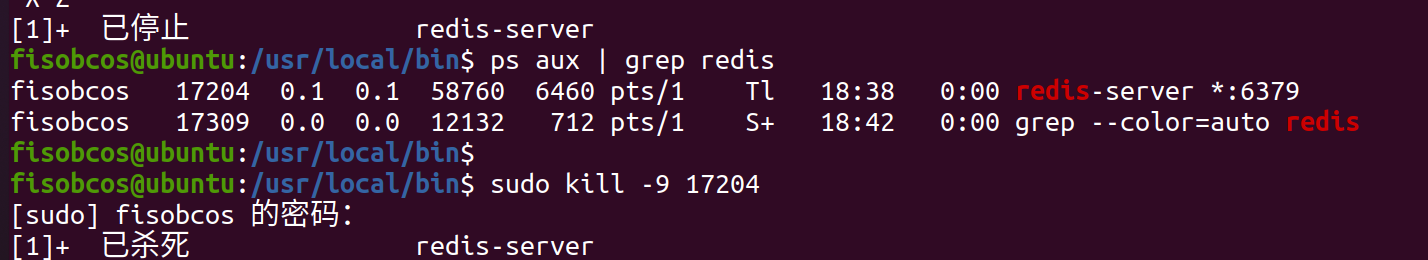 [1]+  已停止               redis-server
fisobcos@ubuntu:/usr/local/bin$ ps aux | grep redis
fisobcos   17204  0.1  0.1  58760  6460 pts/1    Tl   18:38   0:00 redis-server *:6379
fisobcos   17309  0.0  0.0  12132   712 pts/1    S+   18:42   0:00 grep --color=auto redis
fisobcos@ubuntu:/usr/local/bin$
fisobcos@ubuntu:/usr/local/bin$ sudo kill -9 17204
[sudo] fisobcos 的密码：
[1]+  已杀死               redis-server